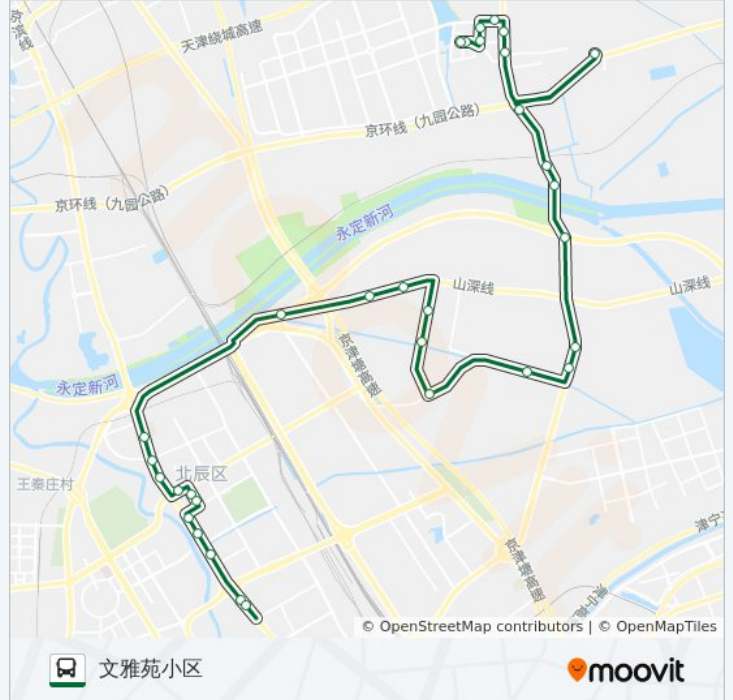 京滨线
天津绕城高速
京环线（九园公路）
京环线（九园公路）
永定新河
山深线
山深线
京津塘高速
永定新河
北辰区
王秦庄村
津宁
京津塘高速
© OpenStreetMap contributors | © OpenMapTiles
文雅苑小区
moovit